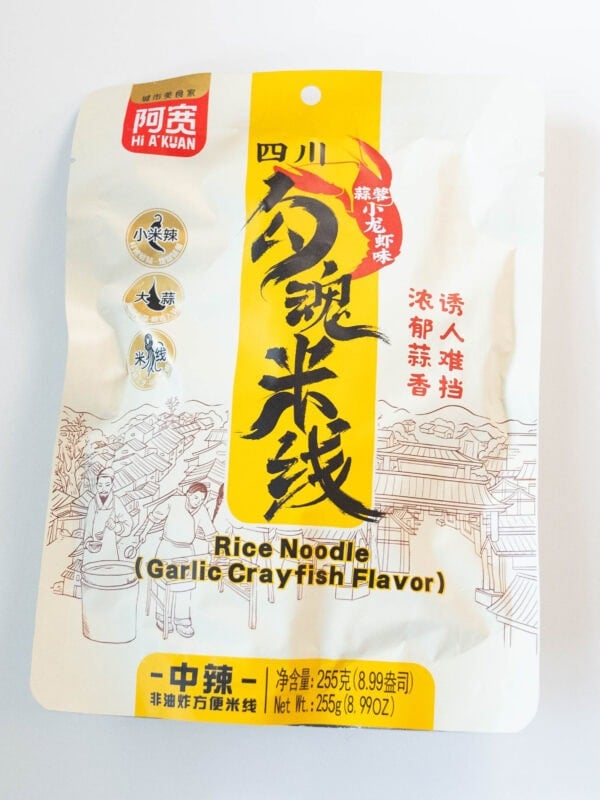 城市美食家
阿宽
Hi A'KUAN
四川
勾魂米线
蒜蓉
小龙虾味
小米辣
大蒜
米线
诱人难挡
浓郁蒜香
Rice Noodle
(Garlic Crayfish Flavor)
-中辣-
非油炸方便米线
净含量: 255克(8.99盎司)
Net Wt.: 255g(8.99OZ)